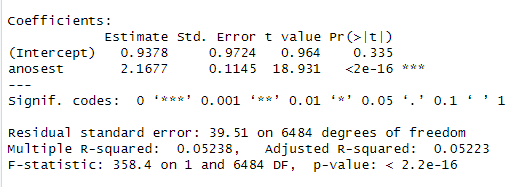 Coefficients:
Estimate Std. Error t value Pr(>|t|)
(Intercept) 0.9378 0.9724 0.964 0.335
anosest 2.1677 0.1145 18.931 <2e-16 ***
---
Signif. codes: 0 ‘***’ 0.001 ‘**’ 0.01 ‘*’ 0.05 ‘.’ 0.1 ‘ ’ 1
Residual standard error: 39.51 on 6484 degrees of freedom
Multiple R-squared: 0.05238, Adjusted R-squared: 0.05223
F-statistic: 358.4 on 1 and 6484 DF, p-value: < 2.2e-16